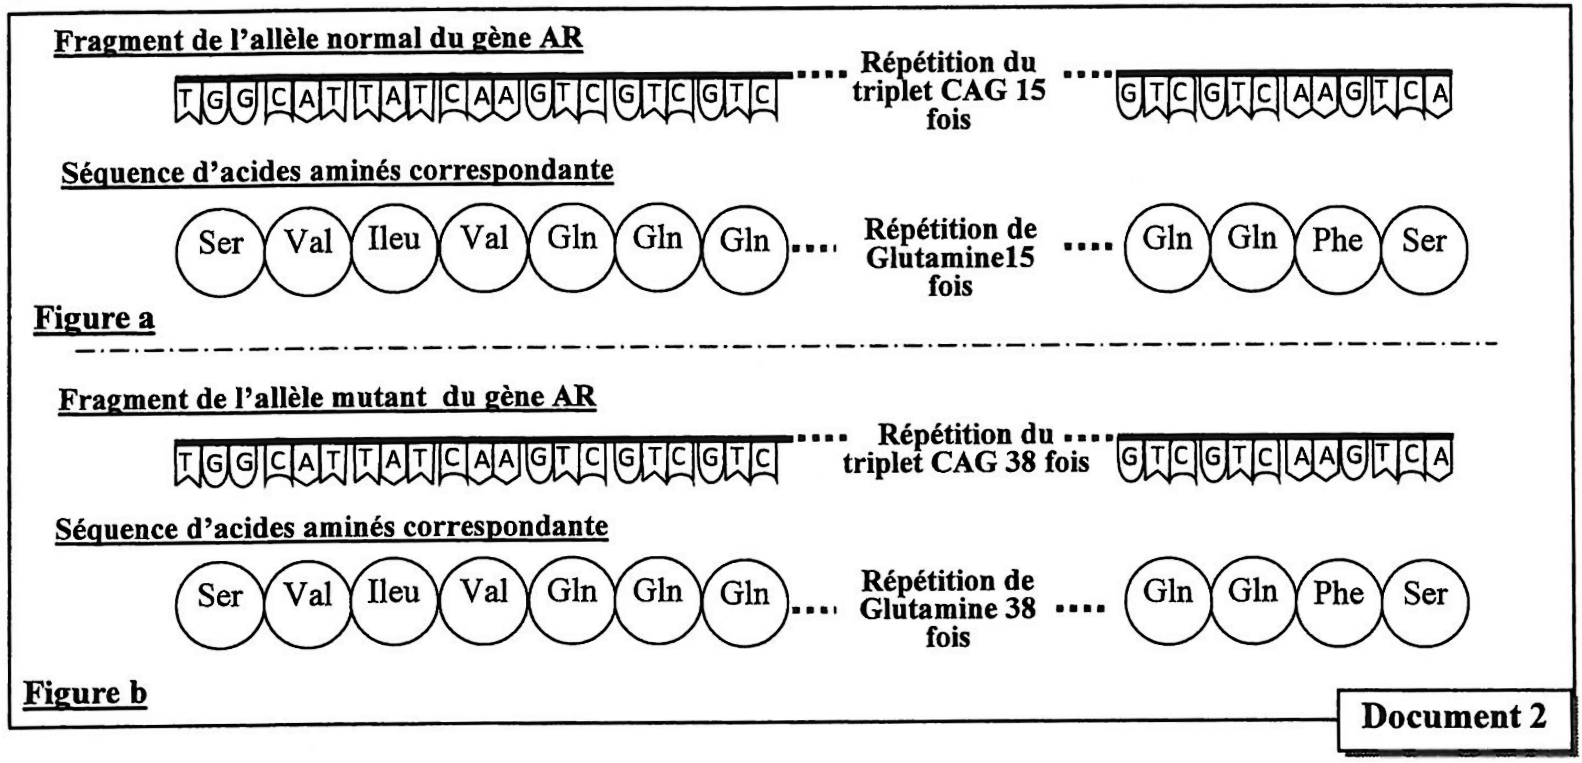 Fragment de l'allèle normal du gène AR
TGGCATTATCAAGTCGTCGTC
Répétition du
triplet CAG 15
fois
GTCGTCAAGTCA
Séquence d'acides aminés correspondante
Ser Val Ileu Val Gln Gln Gln
Répétition de
Glutamine15
fois
Gln Gln Phe Ser
Figure a
Fragment de l'allèle mutant du gène AR
TGGCATTATCAAGTCGTCGTC
Répétition du
triplet CAG 38 fois
GTCGTCAAGTCA
Séquence d'acides aminés correspondante
Ser Val Ileu Val Gln Gln Gln
Répétition de
Glutamine 38
fois
Gln Gln Phe Ser
Figure b
Document 2